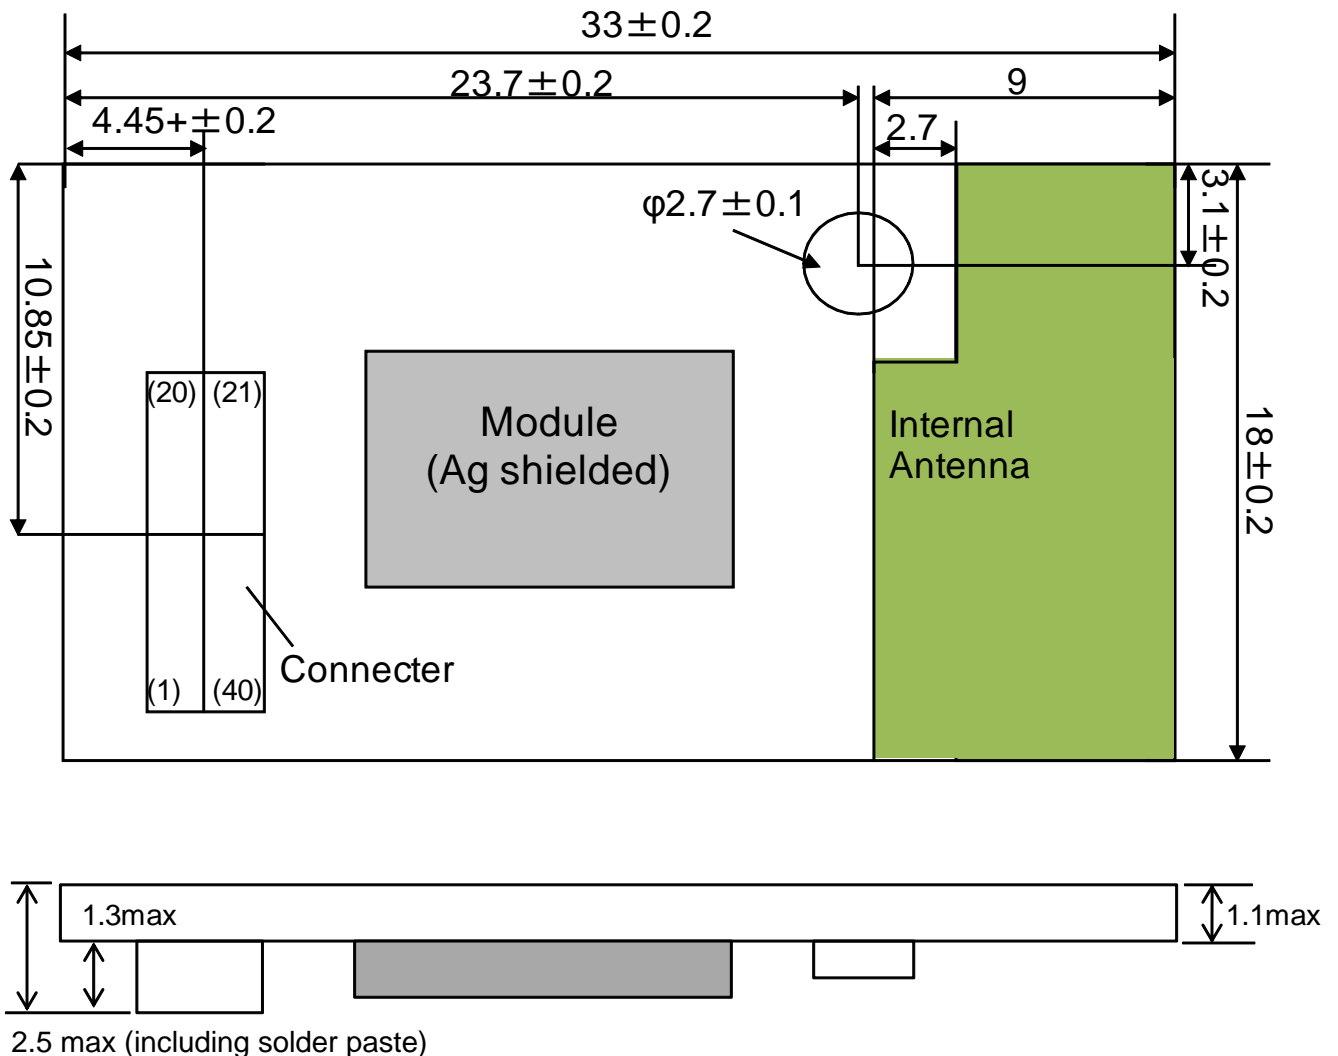 33±0.2
23.7±0.2
9
4.45+±0.2
2.7
φ2.7±0.1
3.1±0.2
10.85±0.2
(20) (21)
Module
(Ag shielded)
Internal
Antenna
18±0.2
Connecter
(1) (40)
1.3max
1.1max
2.5 max (including solder paste)